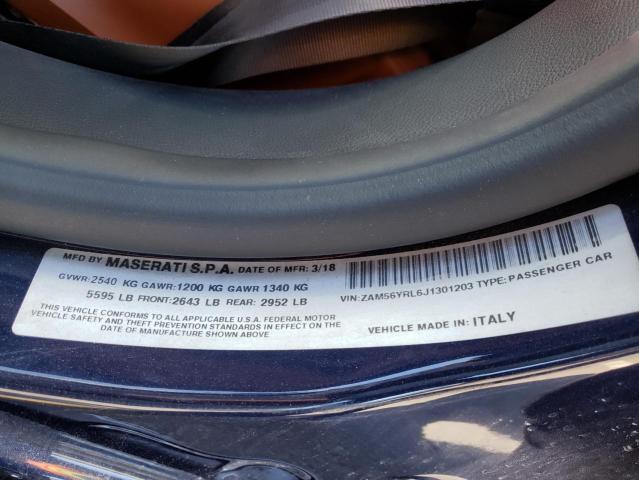 MFD BY MASERATI S.P.A. DATE OF MFR: 3/18
GVWR:2540 KG GAWR:1200 KG GAWR 1340 KG
5595 LB FRONT:2643 LB REAR: 2952 LB
THIS VEHICLE CONFORMS TO ALL APPLICABLE U.S.A. FEDERAL MOTOR
VEHICLE SAFETY AND THEFT PREVENTION STANDARDS IN EFFECT ON THE
DATE OF MANUFACTURE SHOWN ABOVE
VIN:ZAM56YRL6J1301203 TYPE: PASSENGER CAR
VEHICLE MADE IN: ITALY